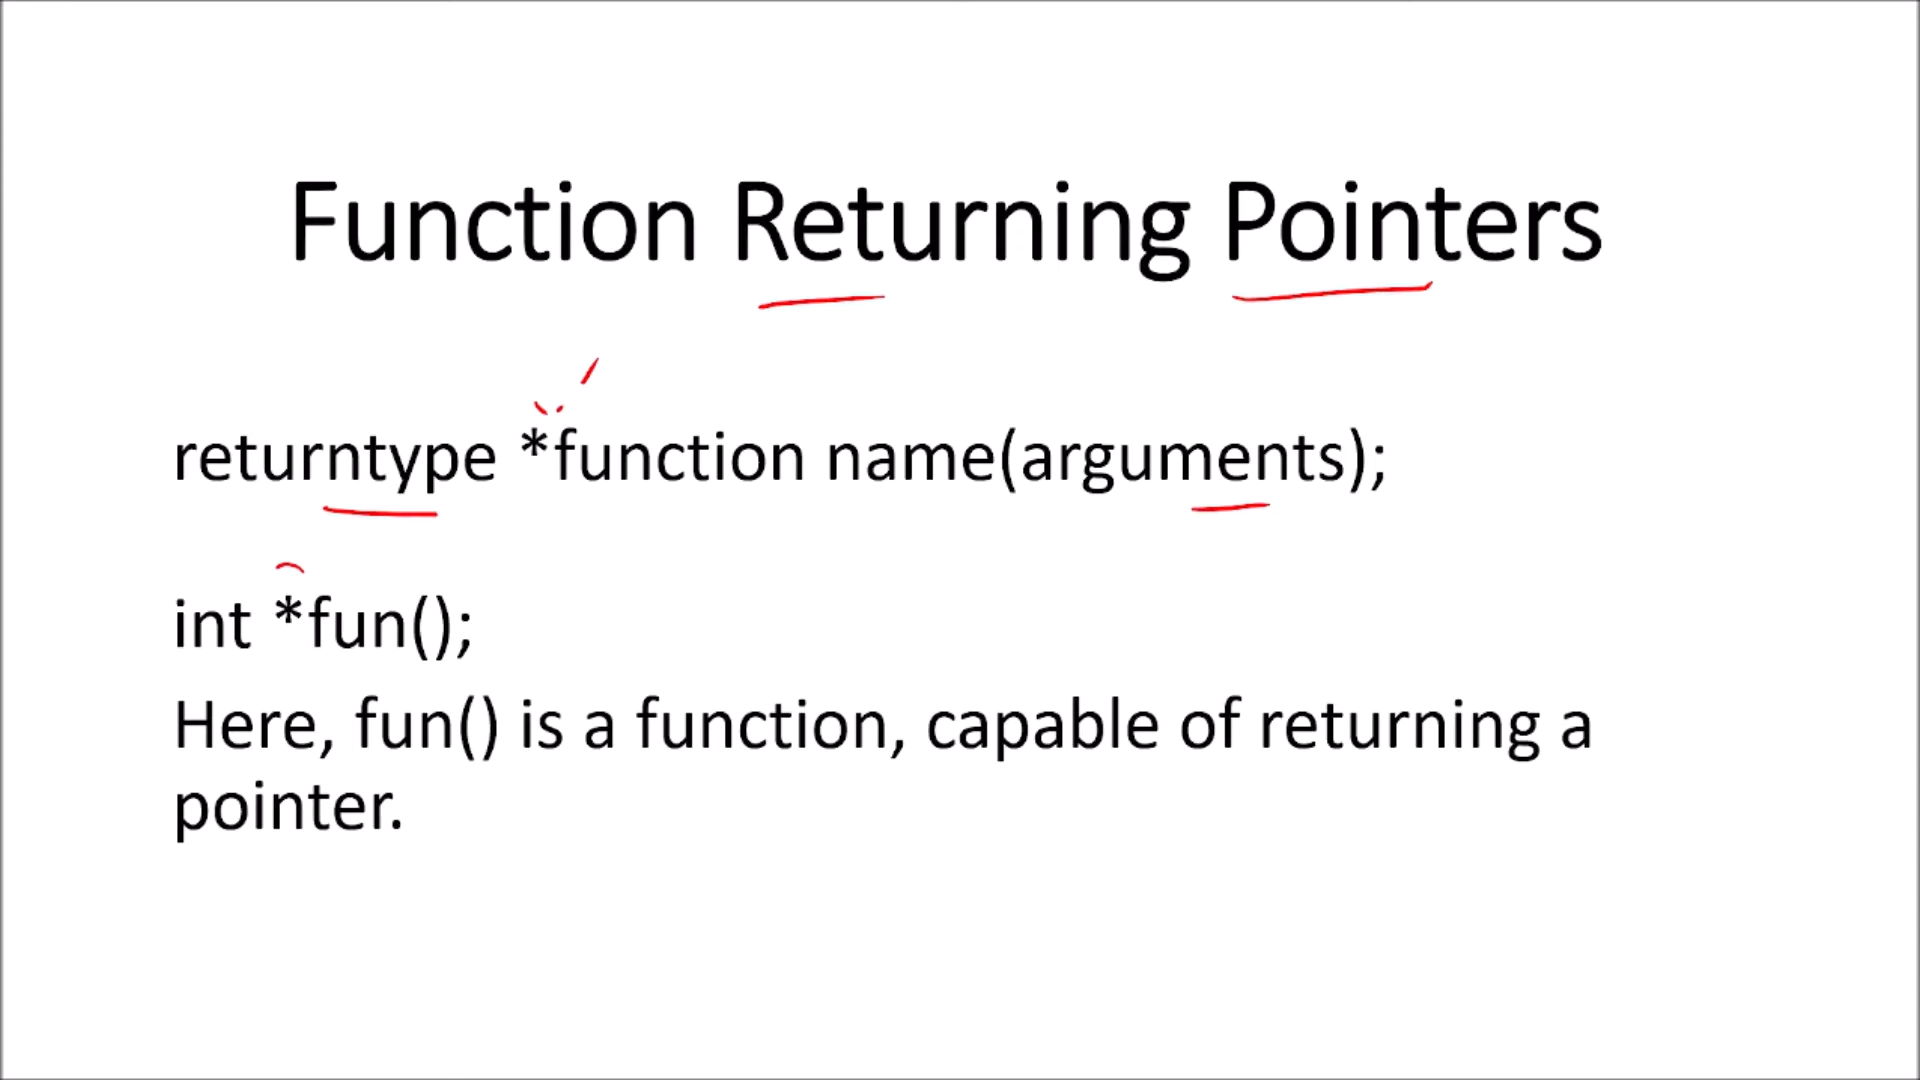 Function Returning Pointers
returntype *function name(arguments);
int *fun();
Here, fun() is a function, capable of returning a
pointer.